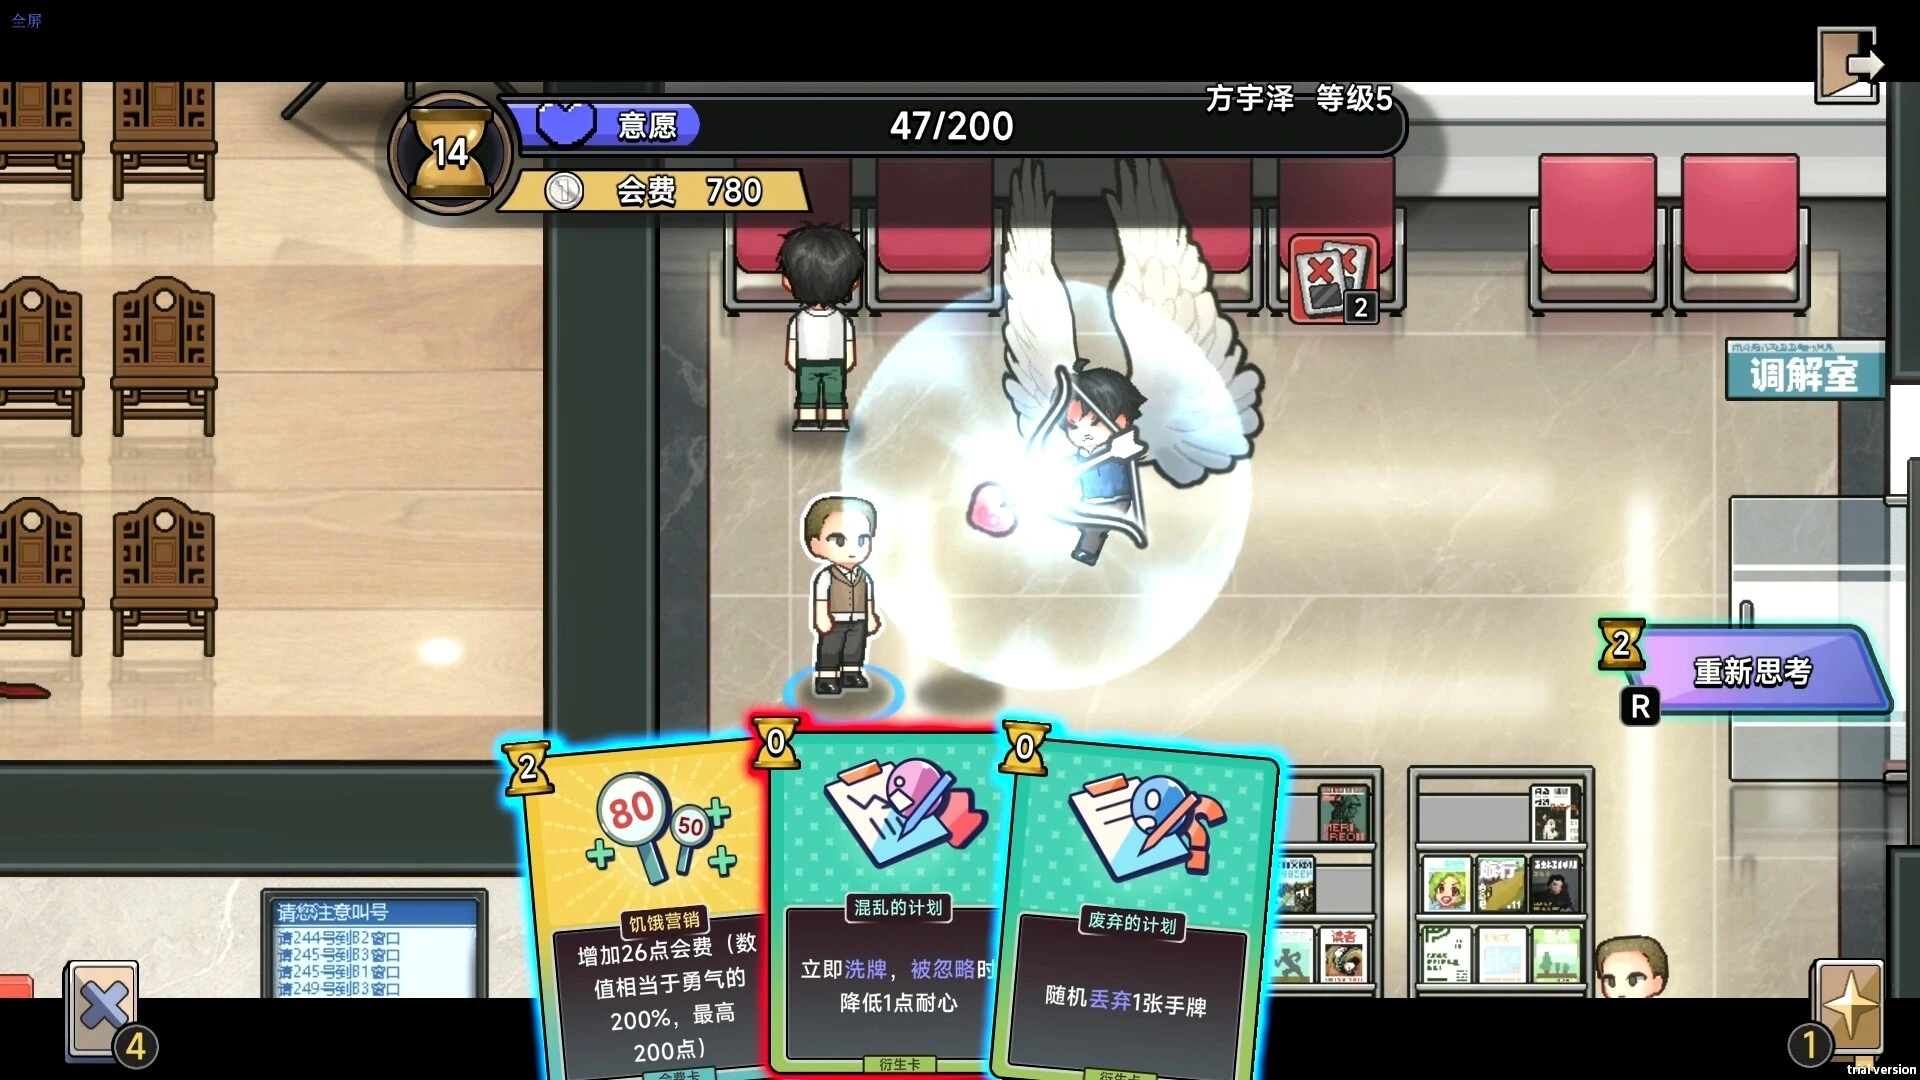 全屏
方宇泽 等级5
14
意愿
47/200
会费 780
2
调解室
2
重新思考
R
2
80
50
饥饿营销
增加26点会费（数
值相当于勇气的
200%，最高
200点）
会费卡
0
混乱的计划
立即洗牌，被忽略时
降低1点耐心
衍生卡
0
废弃的计划
随机丢弃1张手牌
衍生卡
请您注意叫号
请244号到B2窗口
请245号到B3窗口
请245号到B1窗口
请249号到B3窗口
旅行
读者
4
1
trial version